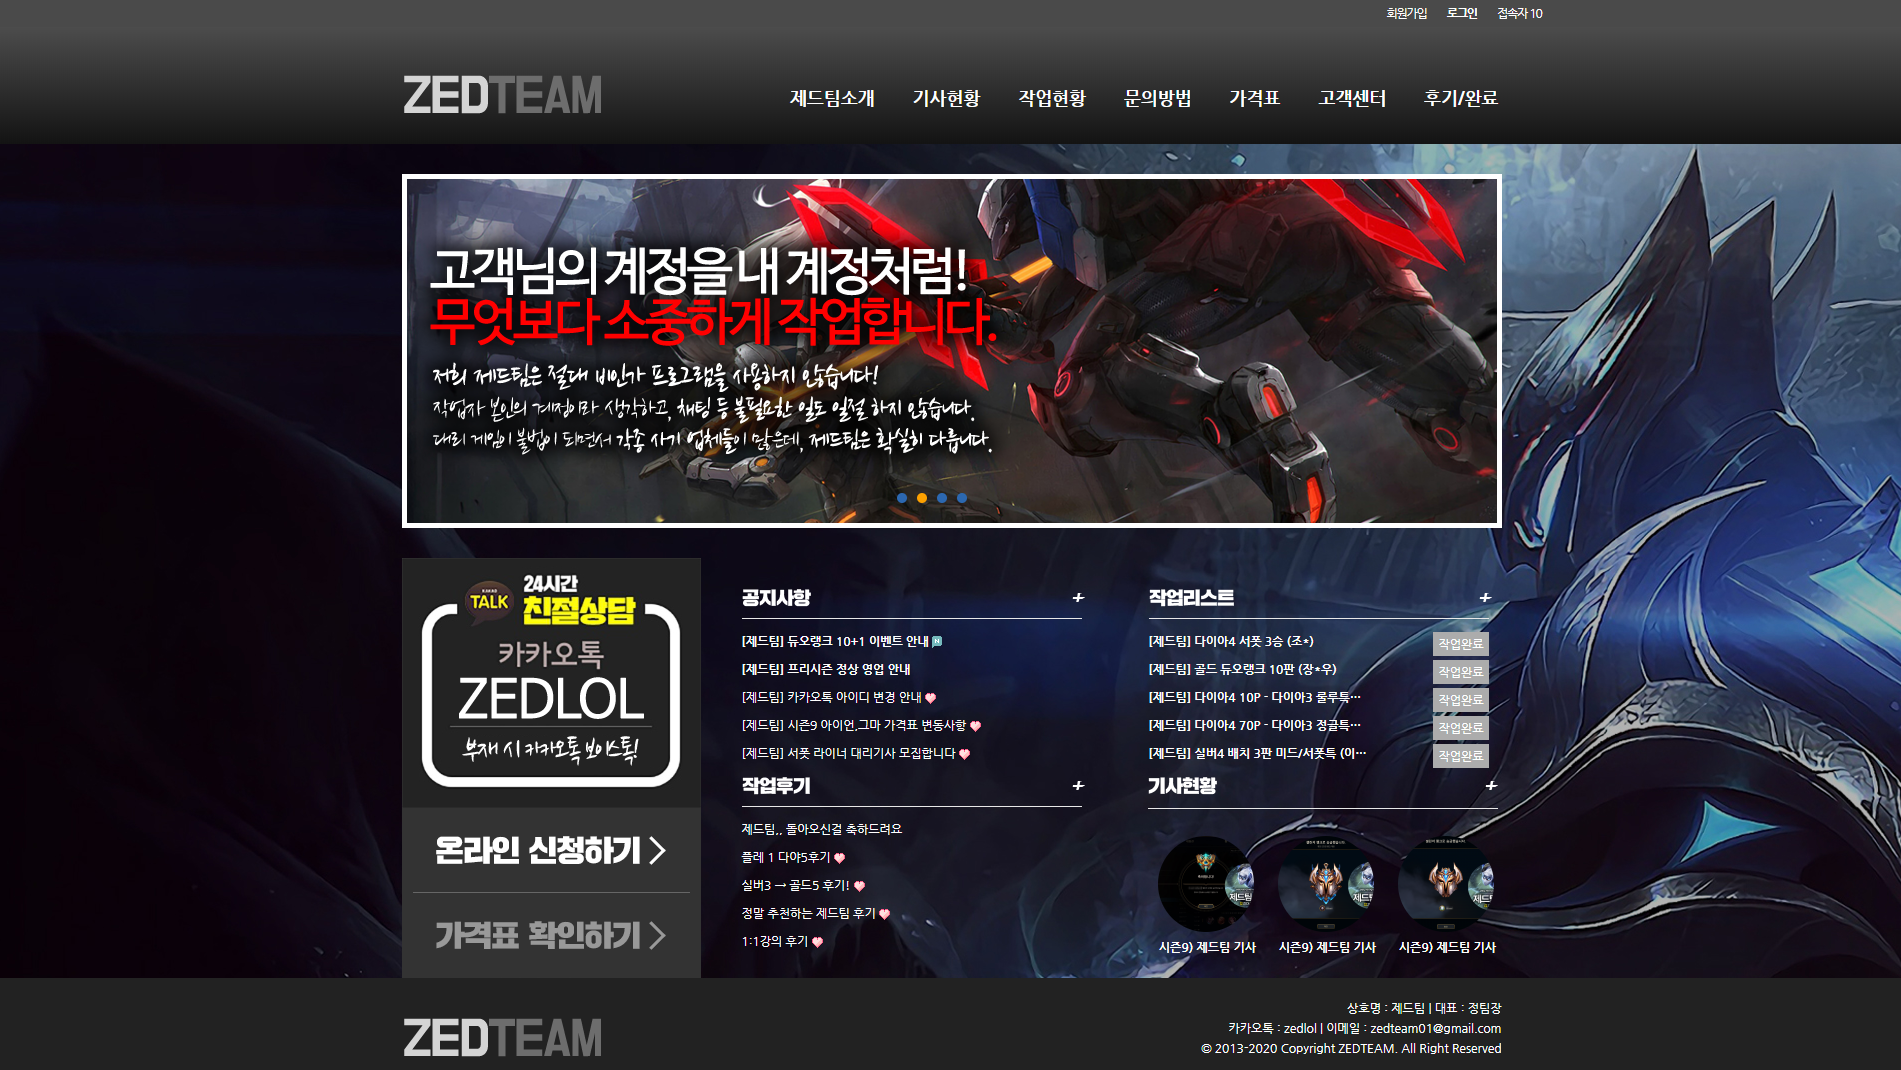 회원가입 로그인 접속자 10
ZEDTEAM
제드팀소개 기사현황 작업현황 문의방법 가격표 고객센터 후기/완료
고객님의 계정을 내 계정처럼!
무엇보다 소중하게 작업합니다.
저희 제드팀은 절대 비인가 프로그램을 사용하지 않습니다!
작업자 본인의 계정이라 생각하고, 채팅 등 불필요한 일도 일절 하지 않습니다.
대리 게임이 불법이 되면서 각종 사기 업체들이 많은데, 제드팀은 확실히 다릅니다.
TALK
24시간
친절상담
카카오톡
ZEDLOL
부재 시 카카오톡 보이스톡!
온라인 신청하기
가격표 확인하기
공지사항
[제드팀] 듀오랭크 10+1 이벤트 안내
[제드팀] 프리시즌 정상 영업 안내
[제드팀] 카카오톡 아이디 변경 안내
[제드팀] 시즌9 아이언,그마 가격표 변동사항
[제드팀] 서폿 라이너 대리기사 모집합니다
작업리스트
[제드팀] 다이아4 서폿 3승 (조*) 작업완료
[제드팀] 골드 듀오랭크 10판 (장*우) 작업완료
[제드팀] 다이아4 10P - 다이아3 룰루특… 작업완료
[제드팀] 다이아4 70P - 다이아3 정글특… 작업완료
[제드팀] 실버4 배치 3판 미드/서폿특 (이… 작업완료
작업후기
제드팀,, 돌아오신걸 축하드려요
플레 1 다야5후기
실버3 → 골드5 후기!
정말 추천하는 제드팀 후기
1:1강의 후기
기사현황
시즌9) 제드팀 기사 시즌9) 제드팀 기사 시즌9) 제드팀 기사
ZEDTEAM
상호명 : 제드팀 | 대표 : 정팀장
카카오톡 : zedlol | 이메일 : zedteam01@gmail.com
© 2013-2020 Copyright ZEDTEAM. All Right Reserved